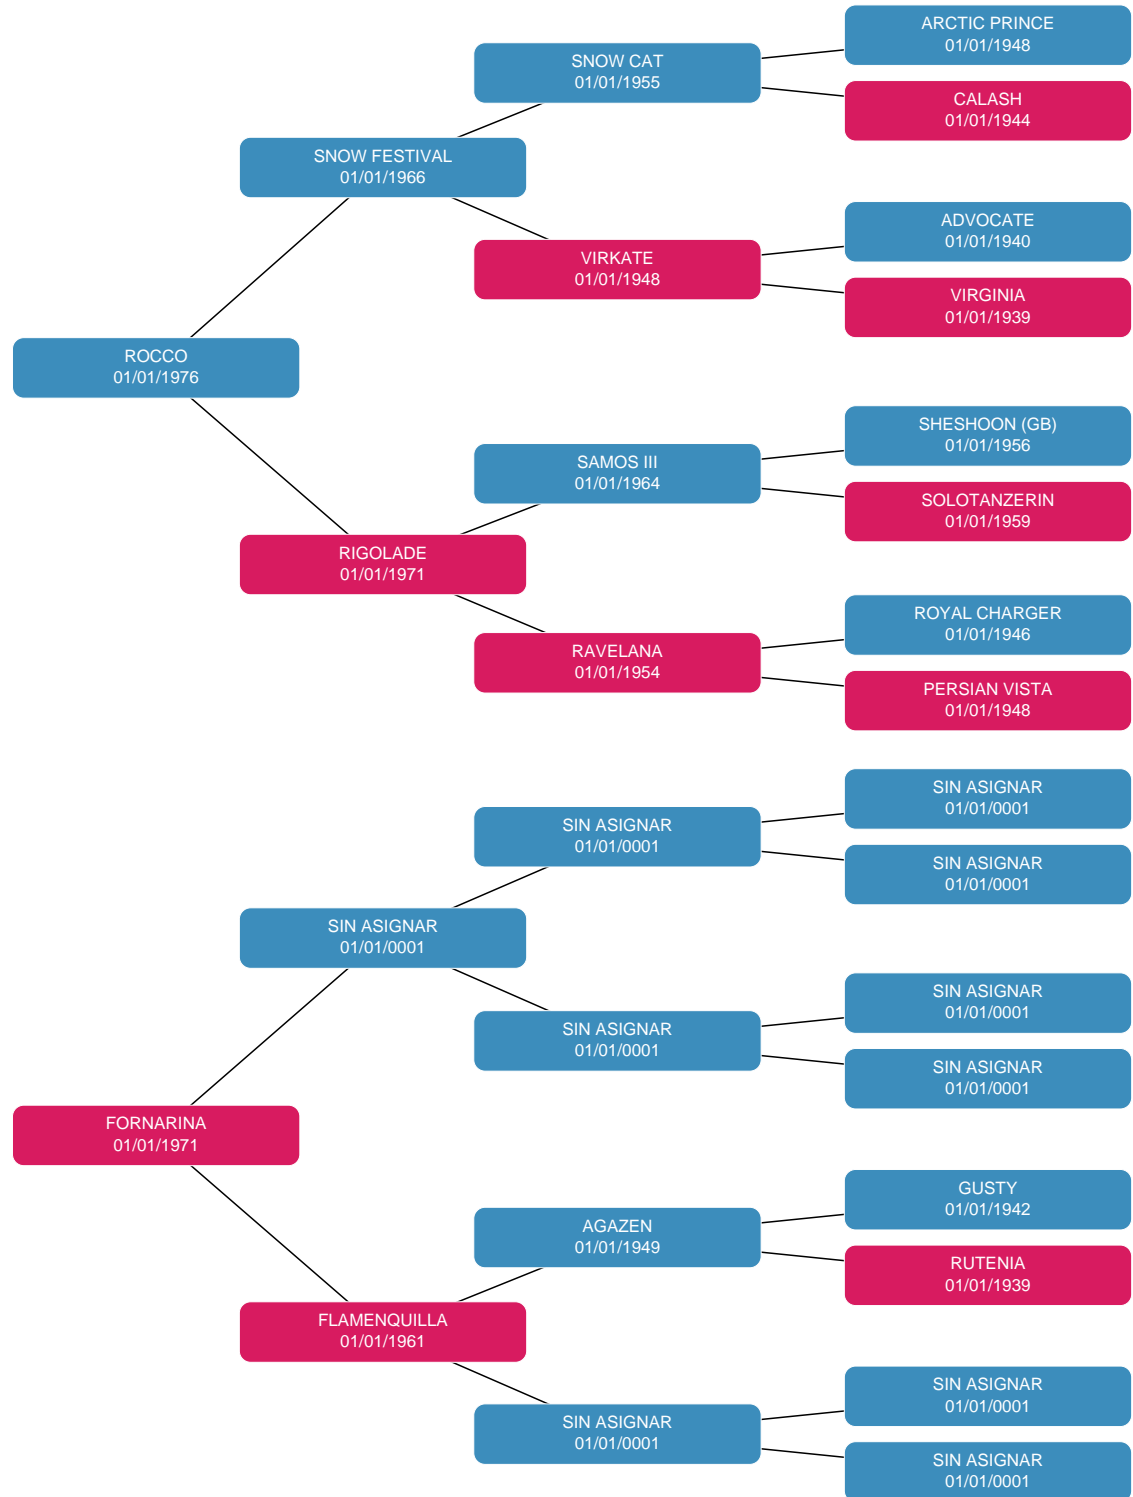 ARCTIC PRINCE
01/01/1948
SNOW CAT
01/01/1955
CALASH
01/01/1944
SNOW FESTIVAL
01/01/1966
ADVOCATE
01/01/1940
VIRKATE
01/01/1948
VIRGINIA
01/01/1939
ROCCO
01/01/1976
SHESHOON (GB)
01/01/1956
SAMOS III
01/01/1964
SOLOTANZERIN
01/01/1959
RIGOLADE
01/01/1971
ROYAL CHARGER
01/01/1946
RAVELANA
01/01/1954
PERSIAN VISTA
01/01/1948
SIN ASIGNAR
01/01/0001
SIN ASIGNAR
01/01/0001
SIN ASIGNAR
01/01/0001
SIN ASIGNAR
01/01/0001
SIN ASIGNAR
01/01/0001
SIN ASIGNAR
01/01/0001
SIN ASIGNAR
01/01/0001
FORNARINA
01/01/1971
GUSTY
01/01/1942
AGAZEN
01/01/1949
RUTENIA
01/01/1939
FLAMENQUILLA
01/01/1961
SIN ASIGNAR
01/01/0001
SIN ASIGNAR
01/01/0001
SIN ASIGNAR
01/01/0001